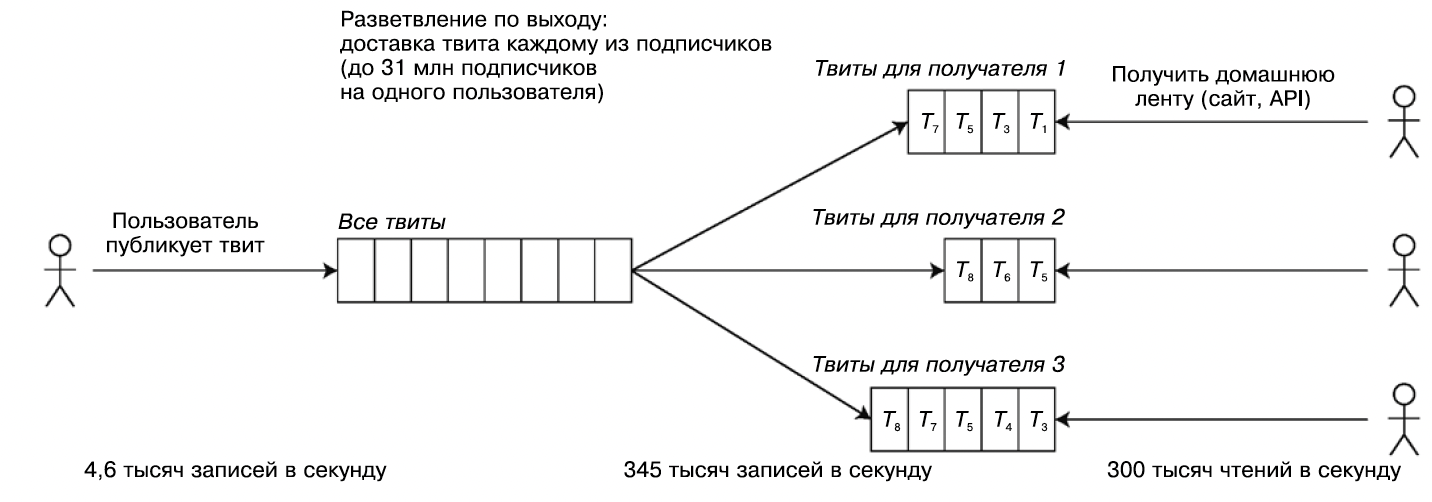 Разветвление по выходу:
доставка твита каждому из подписчиков
(до 31 млн подписчиков
на одного пользователя)
Твиты для получателя 1
Получить домашнюю
ленту (сайт, API)
T₇ T₅ T₃ T₁
Пользователь
публикует твит
Все твиты
Твиты для получателя 2
T₈ T₆ T₅
Твиты для получателя 3
T₈ T₇ T₅ T₄ T₃
4,6 тысяч записей в секунду
345 тысяч записей в секунду
300 тысяч чтений в секунду